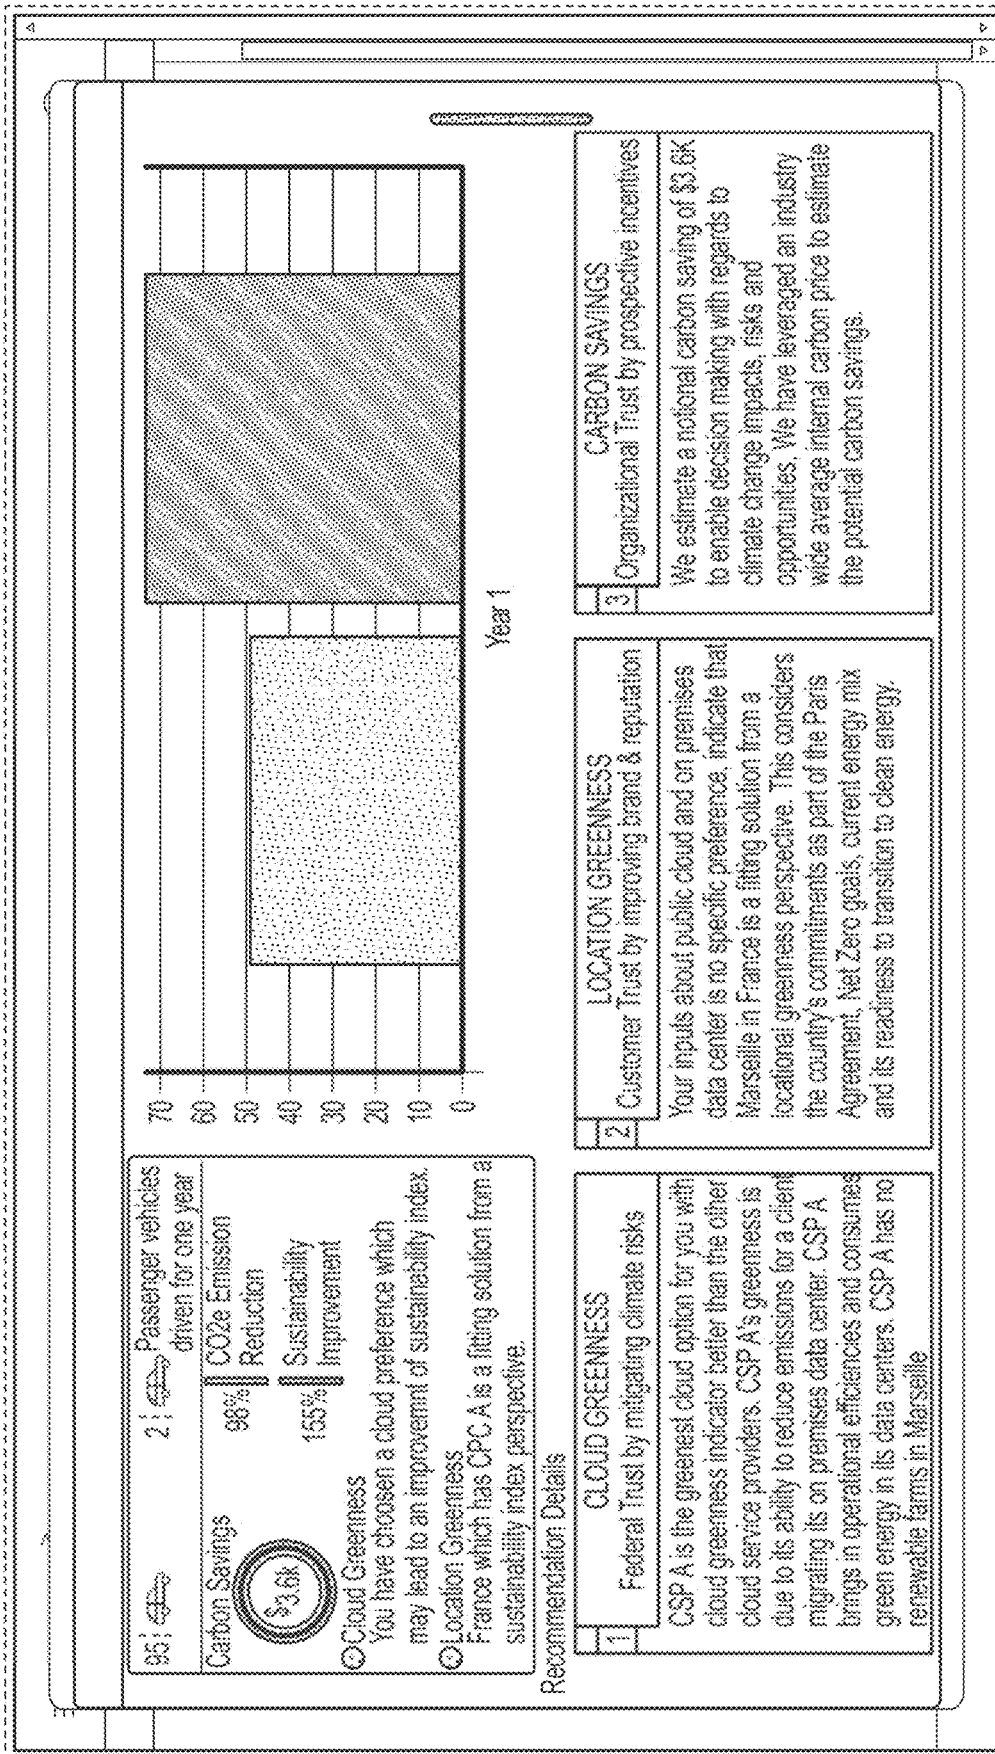 95 2 Passenger vehicles
driven for one year
Carbon Savings
$3.6k
98% CO2e Emission
Reduction
155% Sustainability
Improvement
Cloud Greenness
You have chosen a cloud preference which
may lead to an improvemnt of sustainability index.
Location Greenness
France which has CPC A is a fitting solution from a
sustainability index perspective.
70
60
50
40
30
20
10
0
Year 1
Recommendation Details
1
CLOUD GREENNESS
Federal Trust by mitigating climate risks
CSP A is the greenest cloud option for you with
cloud greenness indicator better than the other
cloud service providers. CSP A's greenness is
due to its ability to reduce emissions for a client
migrating its on premises data center. CSP A
brings in operational efficiencies and consumes
green energy in its data centers. CSP A has no
renewable farms in Marseille
2
LOCATION GREENNESS
Customer Trust by improving brand & reputation
Your inputs about public cloud and on premises
data center is no specific preference, indicate that
Marseille in France is a fitting solution from a
locational greenness perspective. This considers
the country's commitments as part of the Paris
Agreement, Net Zero goals, current energy mix
and its readiness to transition to clean energy.
3
CARBON SAVINGS
Organizational Trust by prospective incentives
We estimate a notional carbon saving of $3.6K
to enable decision making with regards to
climate change impacts, risks and
opportunities. We have leveraged an industry
wide average internal carbon price to estimate
the potential carbon savings.